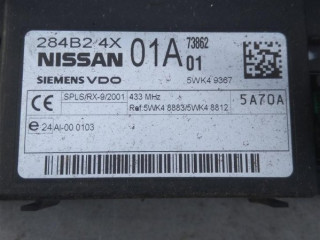 284B2 4X 01A 73862
NISSAN 01
SIEMENS VDO 5WK4 9367
CE SPLS/RX-9/2001 433 MHz 5A70A
Ref:5WK4 8883/5WK4 8812
e 24 AI-00 0103